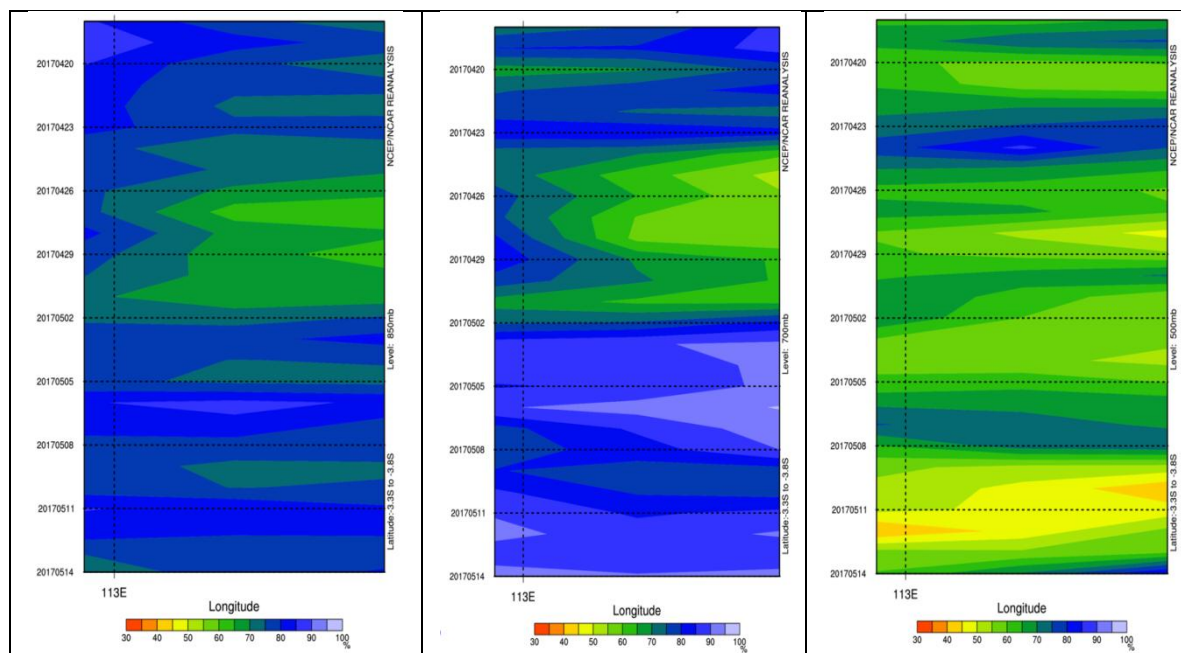 20170420
20170423
20170426
20170429
20170502
20170505
20170508
20170511
20170514
113E
Longitude
NCEP/NCAR REANALYSIS
Level: 850mb
Latitude:-3.3S to -3.8S
30 40 50 60 70 80 90 100
%
20170420
20170423
20170426
20170429
20170502
20170505
20170508
20170511
20170514
113E
Longitude
NCEP/NCAR REANALYSIS
Level: 700mb
Latitude:-3.3S to -3.8S
30 40 50 60 70 80 90 100
%
20170420
20170423
20170426
20170429
20170502
20170505
20170508
20170511
20170514
113E
Longitude
NCEP/NCAR REANALYSIS
Level: 500mb
Latitude:-3.3S to -3.8S
30 40 50 60 70 80 90 100
%